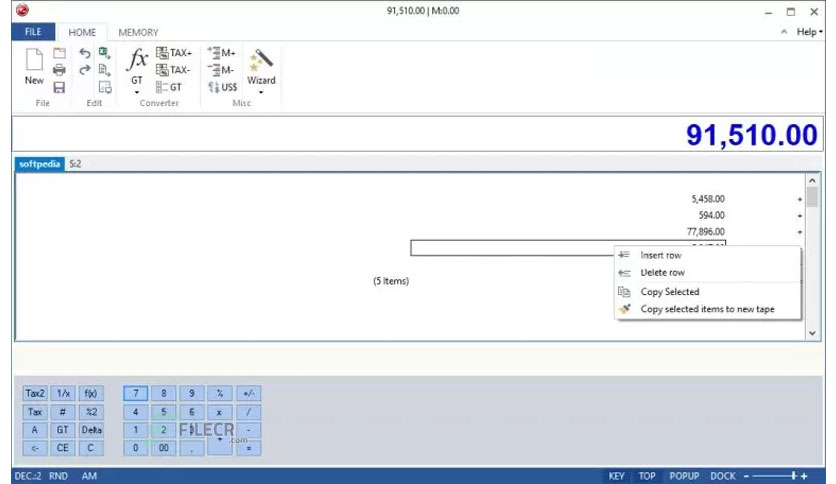 91,510.00 | M:0.00
FILE HOME MEMORY Help
New GT TAX+ TAX- GT M+ M- US$ Wizard
File Edit Converter Misc
91,510.00
softpedia 5:2
5,458.00 +
594.00 +
77,896.00 +
Insert row
Delete row
(5 Items)
Copy Selected
Copy selected items to new tape
Tax2 1/x f(x) 7 8 9 % +/-
Tax # %2 4 5 6 x /
A GT Delta 1 2 3 -
FILECR
.com
<- CE C 0 00 . + =
DEC.:2 RND AM KEY TOP POPUP DOCK - +